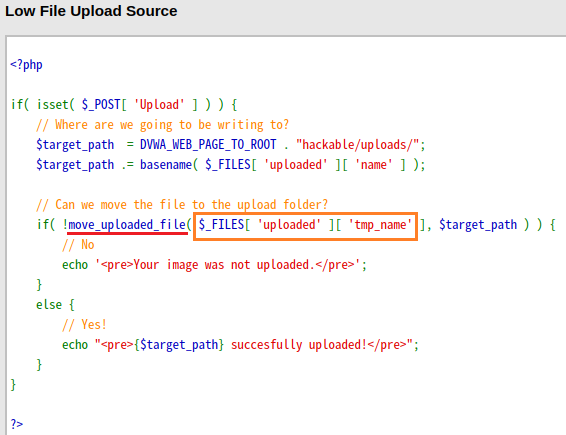 Low File Upload Source
<?php
if( isset( $_POST[ 'Upload' ] ) ) {
// Where are we going to be writing to?
$target_path  = DVWA_WEB_PAGE_TO_ROOT . "hackable/uploads/";
$target_path .= basename( $_FILES[ 'uploaded' ][ 'name' ] );
// Can we move the file to the upload folder?
if( !move_uploaded_file( $_FILES[ 'uploaded' ][ 'tmp_name' ], $target_path ) ) {
// No
echo '<pre>Your image was not uploaded.</pre>';
}
else {
// Yes!
echo "<pre>{$target_path} succesfully uploaded!</pre>";
}
}
?>